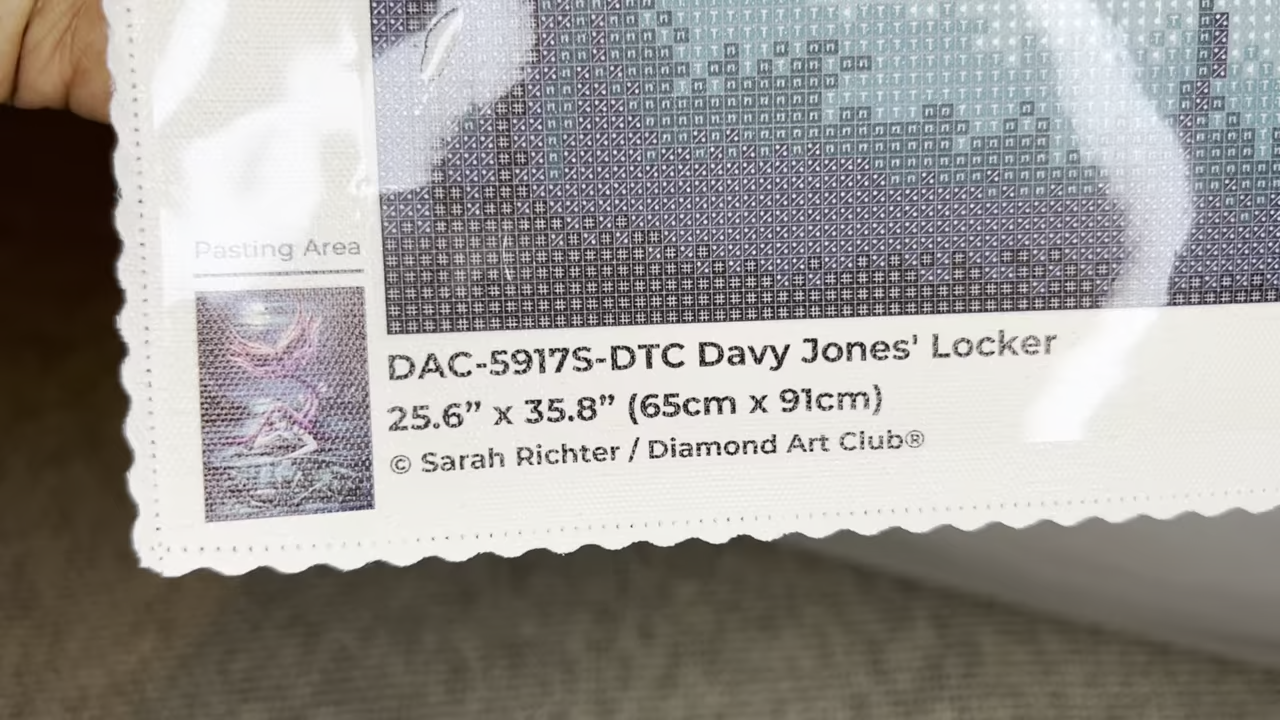 Pasting Area
DAC-5917S-DTC Davy Jones' Locker
25.6” x 35.8” (65cm x 91cm)
© Sarah Richter / Diamond Art Club®